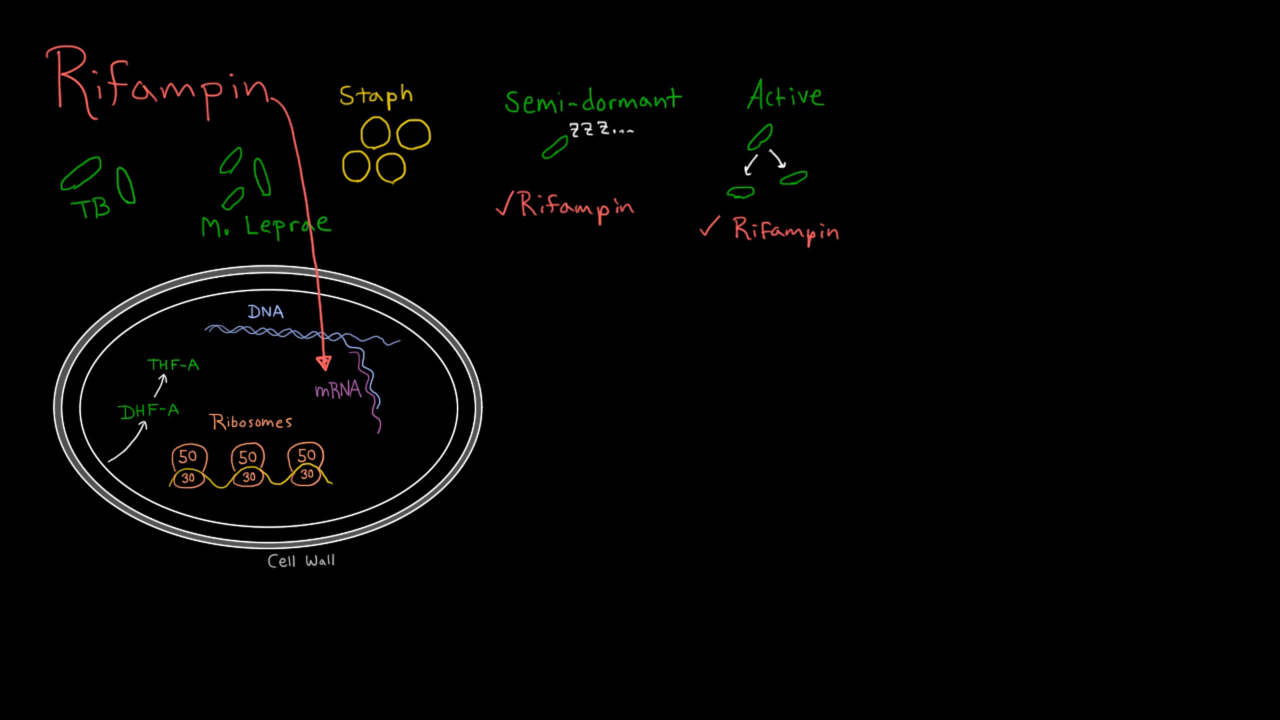 Rifampin
Staph
Semi-dormant
Active
zzz...
TB
M. Leprae
✓Rifampin
✓ Rifampin
DNA
THF-A
mRNA
DHF-A
Ribosomes
50 50 50
30 30 30
Cell Wall